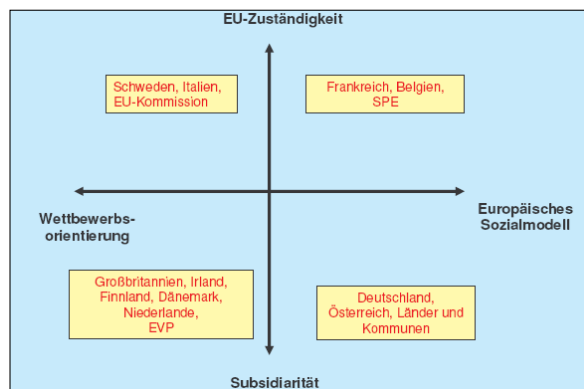 EU-Zuständigkeit
Schweden, Italien,
EU-Kommission
Frankreich, Belgien,
SPE
Wettbewerbs-
orientierung
Europäisches
Sozialmodell
Großbritannien, Irland,
Finnland, Dänemark,
Niederlande,
EVP
Deutschland,
Österreich, Länder und
Kommunen
Subsidiarität